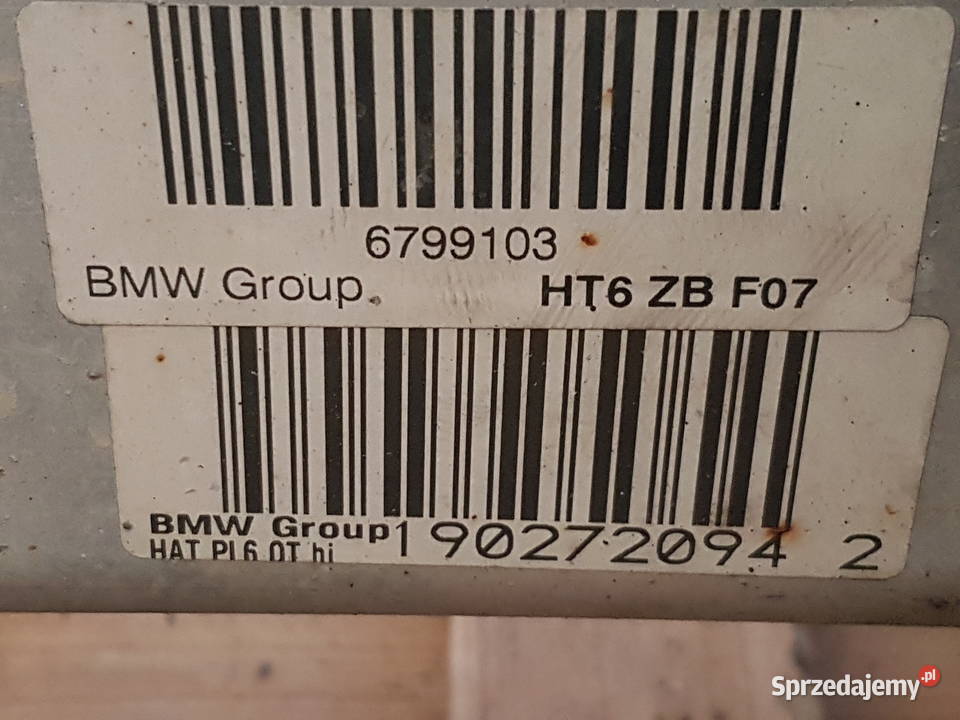 6799103
BMW Group
HT6 ZB F07
BMW Group 190272094 2
HAT PL6 OT hi
Sprzedajemy.pl